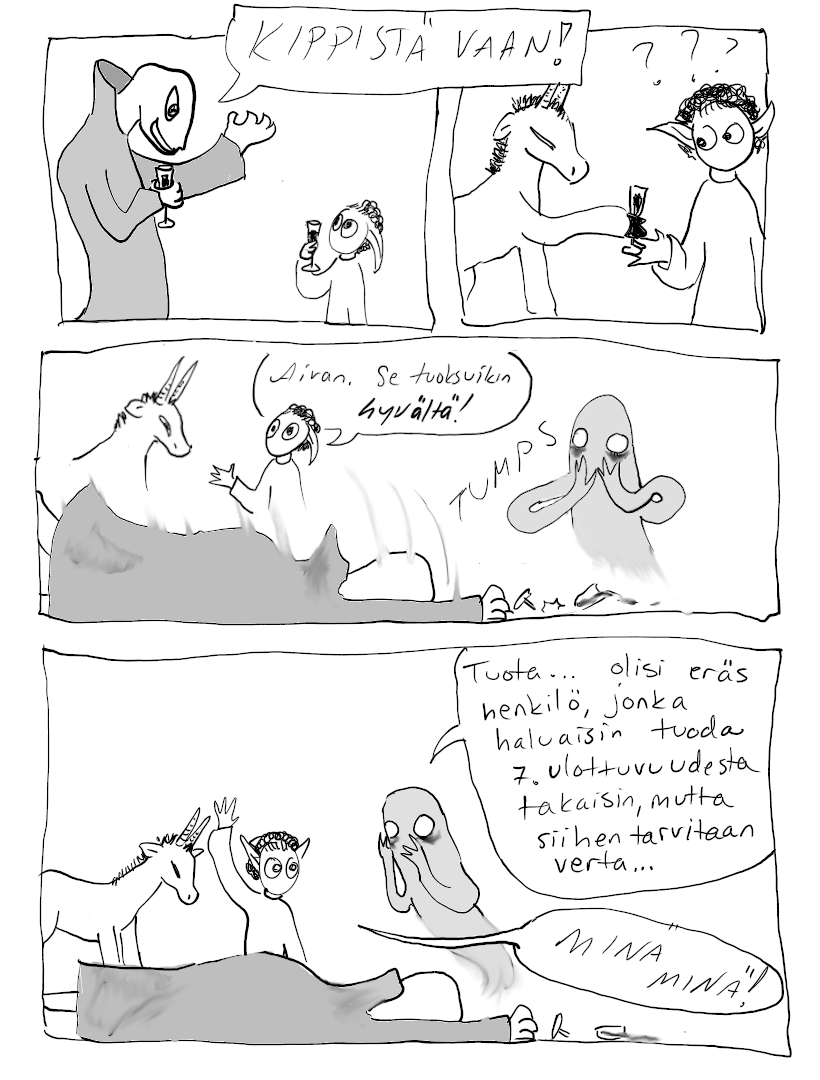 KIPPISTÄ VAAN!
? ? ?
Aivan. Se tuoksuikin
hyvältä!
TUMPS
Tuota... olisi eräs
henkilö, jonka
haluaisin tuoda
7. ulottuvuudesta
takaisin, mutta
siihen tarvitaan
verta...
MINÄ
MINÄ!